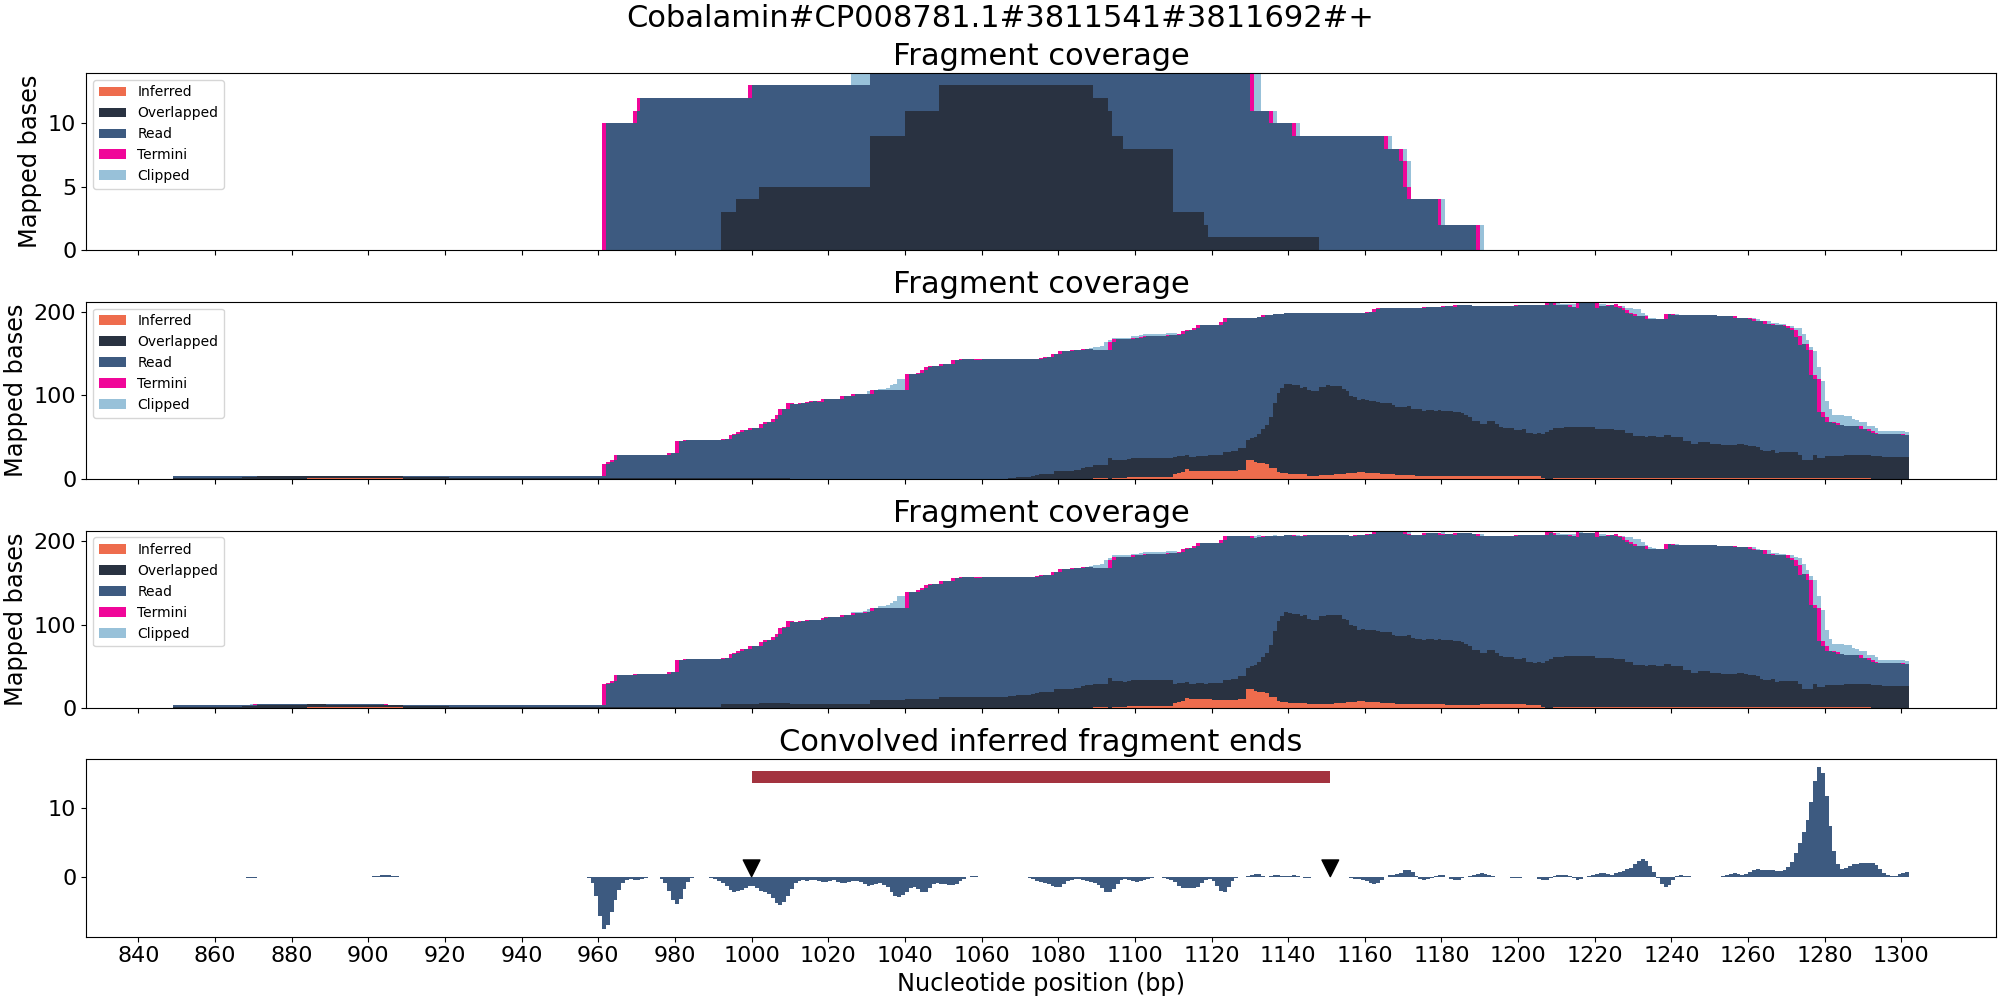 Cobalamin#CP008781.1#3811541#3811692#+
Fragment coverage
Mapped bases
10
5
0
Inferred
Overlapped
Read
Termini
Clipped
Fragment coverage
Mapped bases
200
100
0
Inferred
Overlapped
Read
Termini
Clipped
Fragment coverage
Mapped bases
200
100
0
Inferred
Overlapped
Read
Termini
Clipped
Convolved inferred fragment ends
10
0
840 860 880 900 920 940 960 980 1000 1020 1040 1060 1080 1100 1120 1140 1160 1180 1200 1220 1240 1260 1280 1300
Nucleotide position (bp)